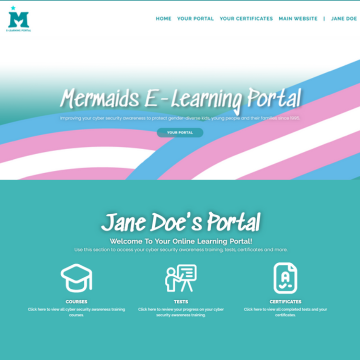 M
E-LEARNING PORTAL
HOME YOUR PORTAL YOUR CERTIFICATES MAIN WEBSITE | JANE DOE
Mermaids E-Learning Portal
Improving your cyber security awareness to protect gender-diverse kids, young people and their families since 1995
YOUR PORTAL
Jane Doe's Portal
Welcome To Your Online Learning Portal!
Use this section to access your cyber security awareness training, tests, certificates and more.
COURSES
Click here to view all cyber security awareness training courses
TESTS
Click here to review your progress on your cyber security awareness training
CERTIFICATES
Click here to view all completed tests and your certificates